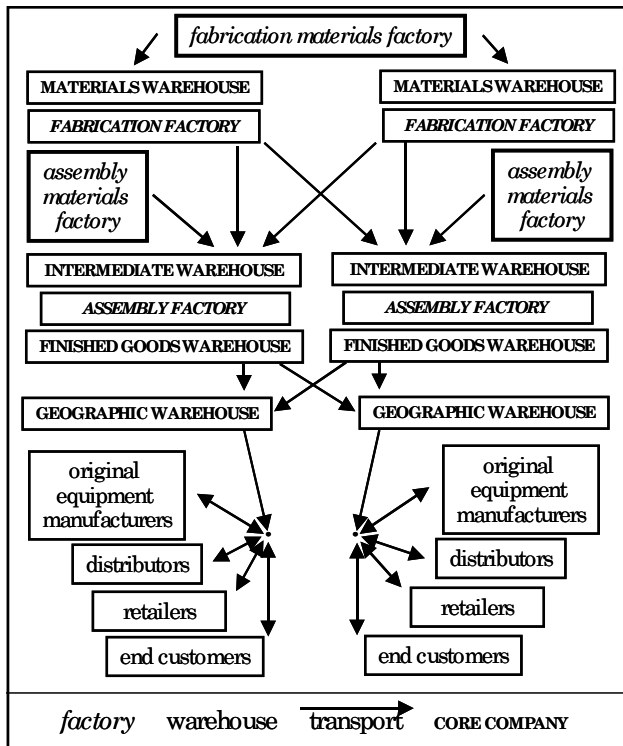 fabrication materials factory
MATERIALS WAREHOUSE
MATERIALS WAREHOUSE
FABRICATION FACTORY
FABRICATION FACTORY
assembly
materials
factory
assembly
materials
factory
INTERMEDIATE WAREHOUSE
INTERMEDIATE WAREHOUSE
ASSEMBLY FACTORY
ASSEMBLY FACTORY
FINISHED GOODS WAREHOUSE
FINISHED GOODS WAREHOUSE
GEOGRAPHIC WAREHOUSE
GEOGRAPHIC WAREHOUSE
original
equipment
manufacturers
original
equipment
manufacturers
distributors
distributors
retailers
retailers
end customers
end customers
factory warehouse transport CORE COMPANY